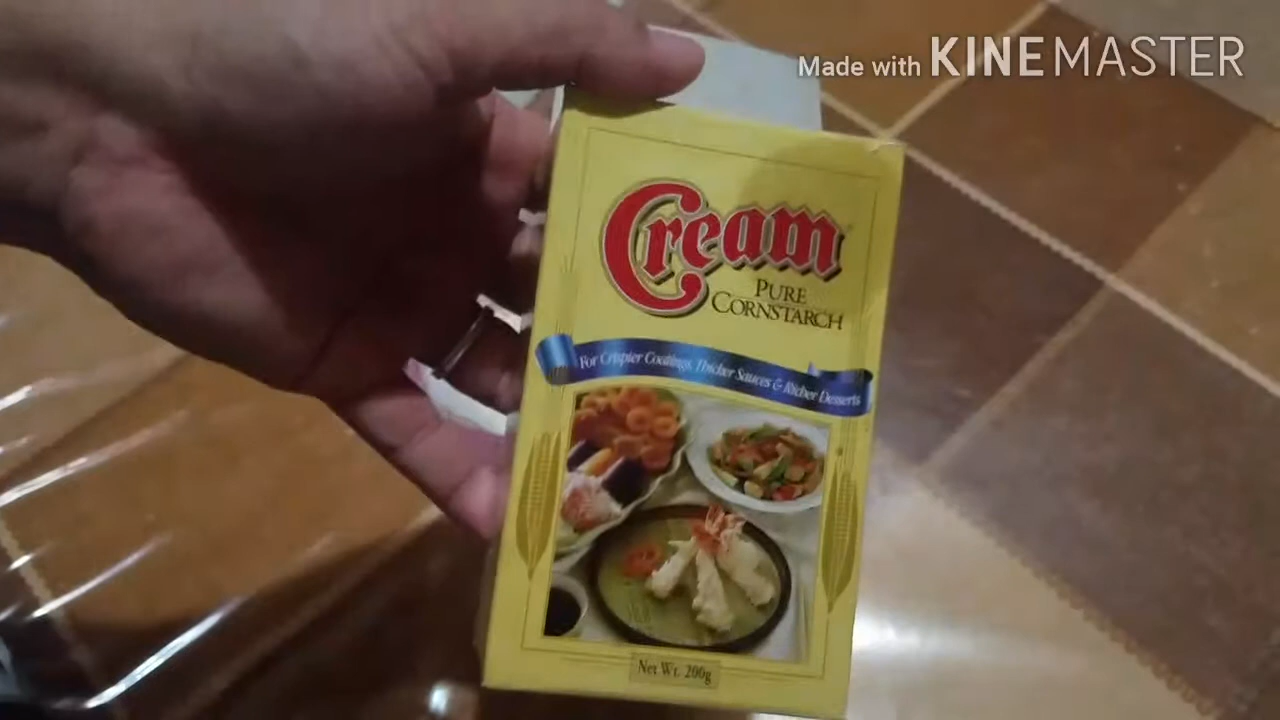 Made with KINEMASTER
Cream
PURE
CORNSTARCH
For Crispier Coatings, Thicker Sauces & Richer Desserts
Net Wt. 200g